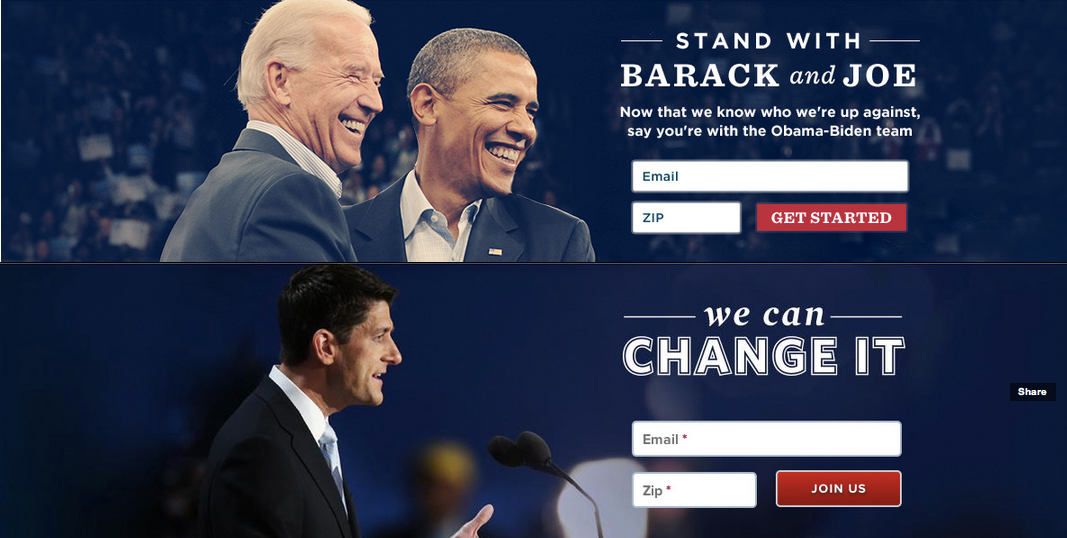 STAND WITH
BARACK and JOE
Now that we know who we're up against,
say you're with the Obama-Biden team
Email
ZIP
GET STARTED
we can
CHANGE IT
Share
Email *
Zip *
JOIN US